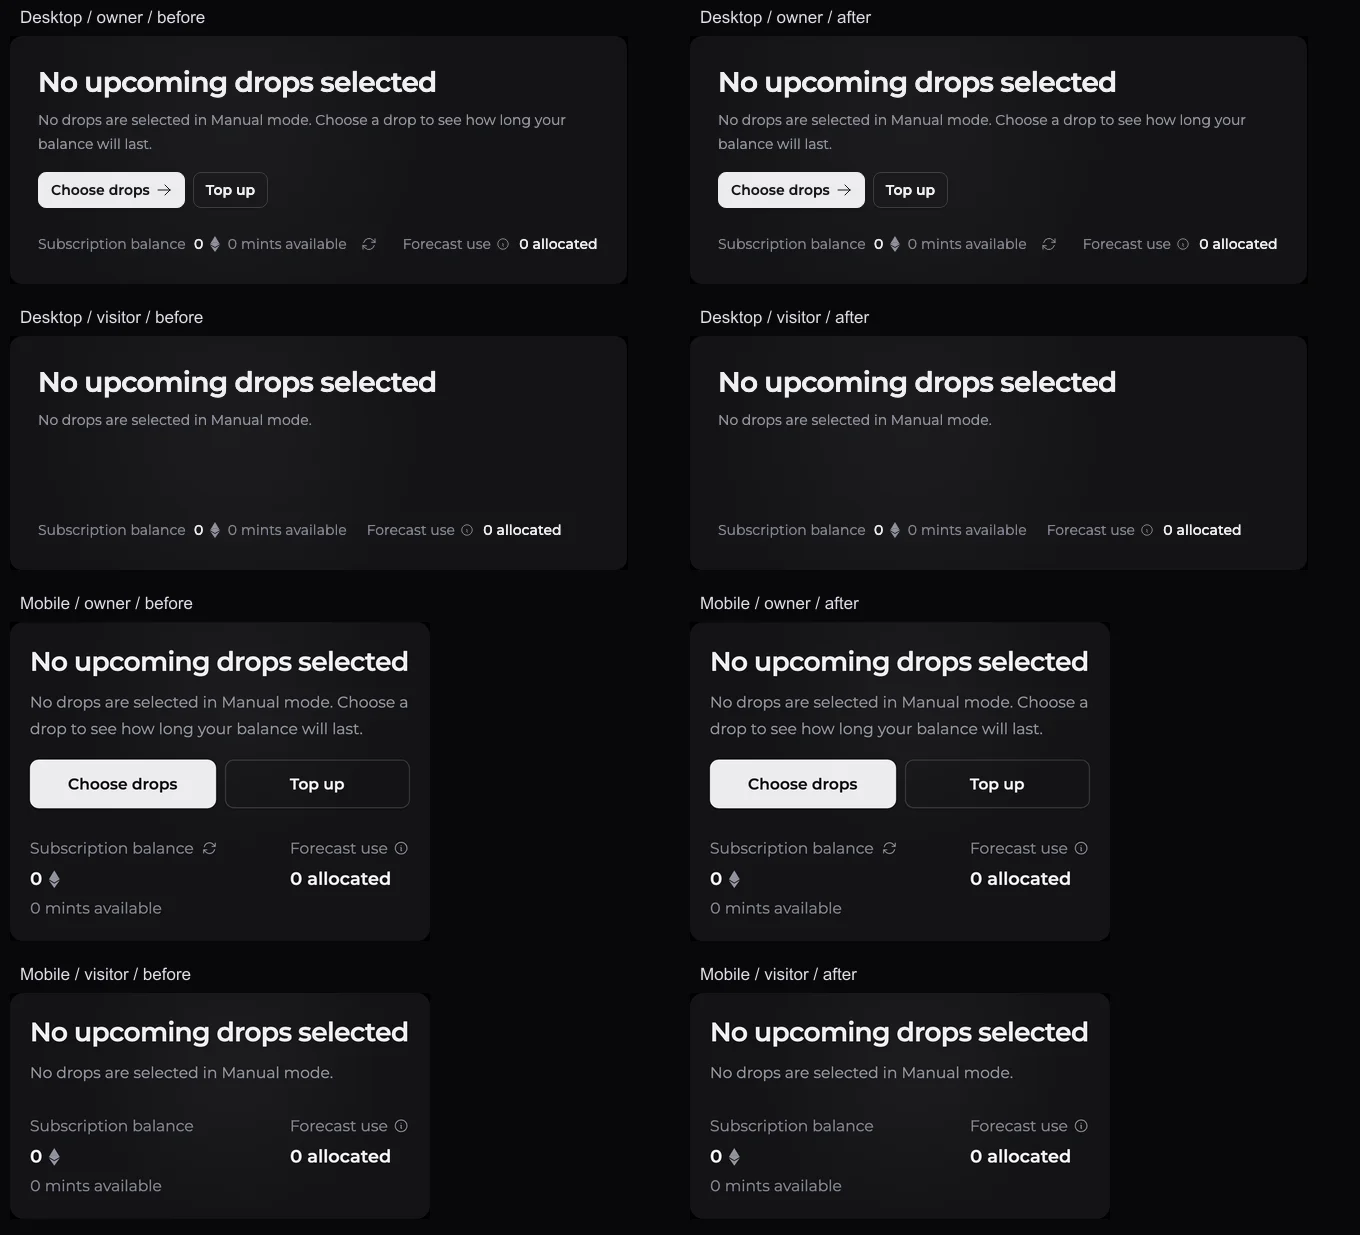 Desktop / owner / before
No upcoming drops selected
No drops are selected in Manual mode. Choose a drop to see how long your
balance will last.
Choose drops → Top up
Subscription balance 0 0 mints available Forecast use 0 allocated
Desktop / owner / after
No upcoming drops selected
No drops are selected in Manual mode. Choose a drop to see how long your
balance will last.
Choose drops → Top up
Subscription balance 0 0 mints available Forecast use 0 allocated
Desktop / visitor / before
No upcoming drops selected
No drops are selected in Manual mode.
Subscription balance 0 0 mints available Forecast use 0 allocated
Desktop / visitor / after
No upcoming drops selected
No drops are selected in Manual mode.
Subscription balance 0 0 mints available Forecast use 0 allocated
Mobile / owner / before
No upcoming drops selected
No drops are selected in Manual mode. Choose a
drop to see how long your balance will last.
Choose drops Top up
Subscription balance Forecast use
0 0 allocated
0 mints available
Mobile / owner / after
No upcoming drops selected
No drops are selected in Manual mode. Choose a
drop to see how long your balance will last.
Choose drops Top up
Subscription balance Forecast use
0 0 allocated
0 mints available
Mobile / visitor / before
No upcoming drops selected
No drops are selected in Manual mode.
Subscription balance Forecast use
0 0 allocated
0 mints available
Mobile / visitor / after
No upcoming drops selected
No drops are selected in Manual mode.
Subscription balance Forecast use
0 0 allocated
0 mints available